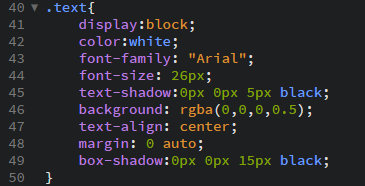 40 ▼ .text{
41 display:block;
42 color:white;
43 font-family: "Arial";
44 font-size: 26px;
45 text-shadow:0px 0px 5px black;
46 background: rgba(0,0,0,0.5);
47 text-align: center;
48 margin: 0 auto;
49 box-shadow:0px 0px 15px black;
50 }